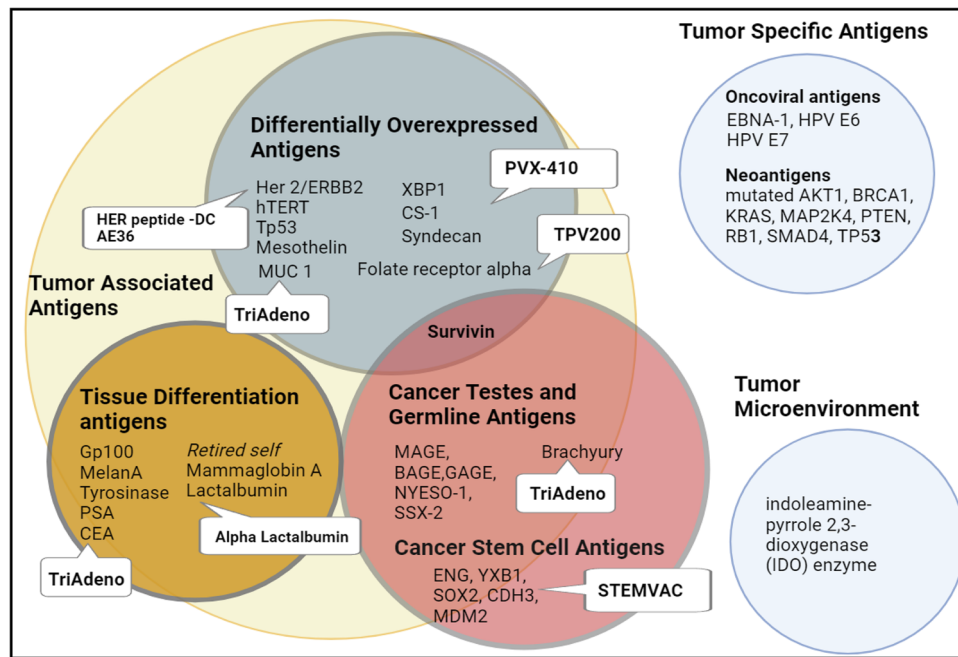 Tumor Specific Antigens
Oncoviral antigens
EBNA-1, HPV E6
HPV E7
Neoantigens
mutated AKT1, BRCA1,
KRAS, MAP2K4, PTEN,
RB1, SMAD4, TP53
Differentially Overexpressed
Antigens
Her 2/ERBB2
hTERT
Tp53
Mesothelin
MUC 1
XBP1
CS-1
Syndecan
Folate receptor alpha
PVX-410
TPV200
HER peptide -DC
AE36
TriAdeno
Tumor Associated
Antigens
Survivin
Tissue Differentiation
antigens
Gp100
MelanA
Tyrosinase
PSA
CEA
Retired self
Mammaglobin A
Lactalbumin
Alpha Lactalbumin
TriAdeno
Cancer Testes and
Germline Antigens
MAGE,
BAGE,GAGE,
NYESO-1,
SSX-2
Brachyury
TriAdeno
Cancer Stem Cell Antigens
ENG, YXB1,
SOX2, CDH3,
MDM2
STEMVAC
Tumor
Microenvironment
indoleamine-
pyrrole 2,3-
dioxygenase
(IDO) enzyme